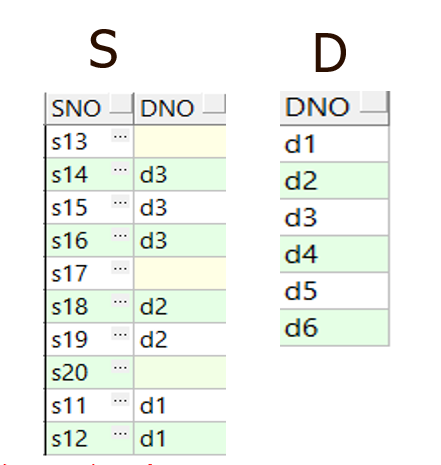 S
SNO DNO
s13 ...
s14 ... d3
s15 ... d3
s16 ... d3
s17 ...
s18 ... d2
s19 ... d2
s20 ...
s11 ... d1
s12 ... d1
D
DNO
d1
d2
d3
d4
d5
d6